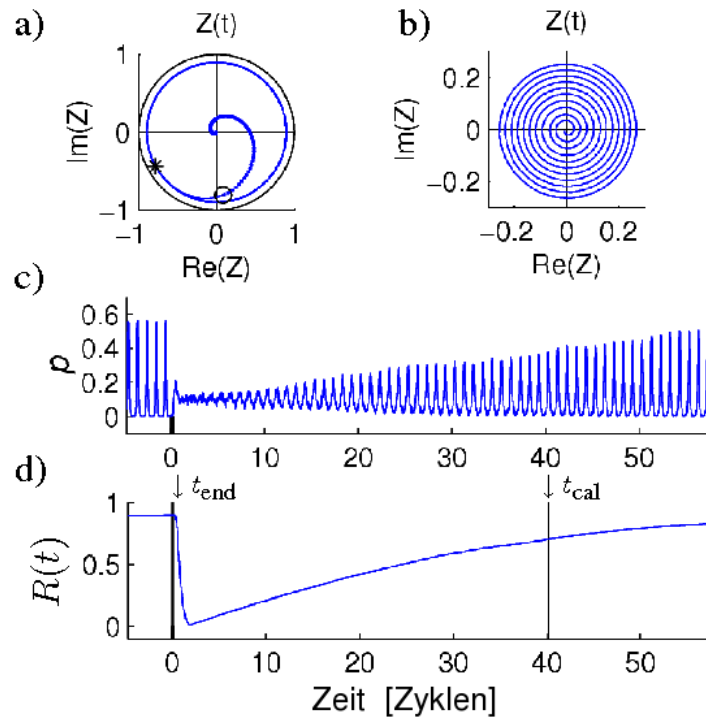 a)
Z(t)
1
0
−1
Im(Z)
−1
0
1
Re(Z)
b)
Z(t)
0.2
0
−0.2
Im(Z)
−0.2
0
0.2
Re(Z)
c)
0.6
0.4
0.2
0
p
0 10 20 30 40 50
d)
↓ t_end ↓ t_cal
1
0.5
0
R(t)
0 10 20 30 40 50
Zeit [Zyklen]